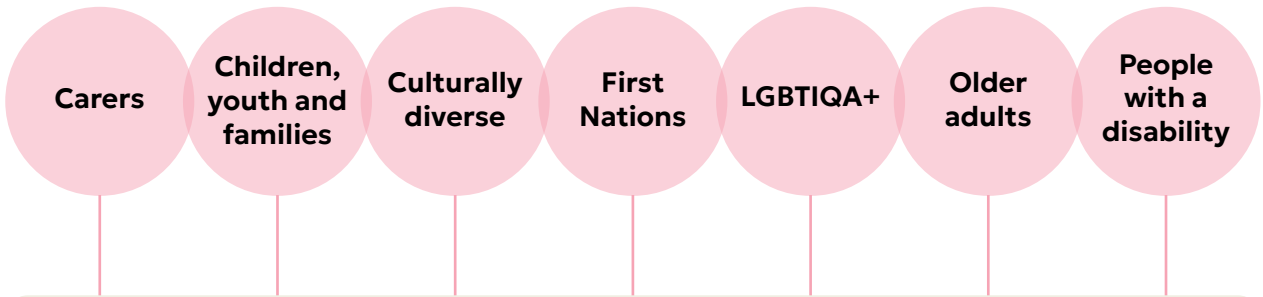 Carers
Children,
youth and
families
Culturally
diverse
First
Nations
LGBTIQA+
Older
adults
People
with a
disability